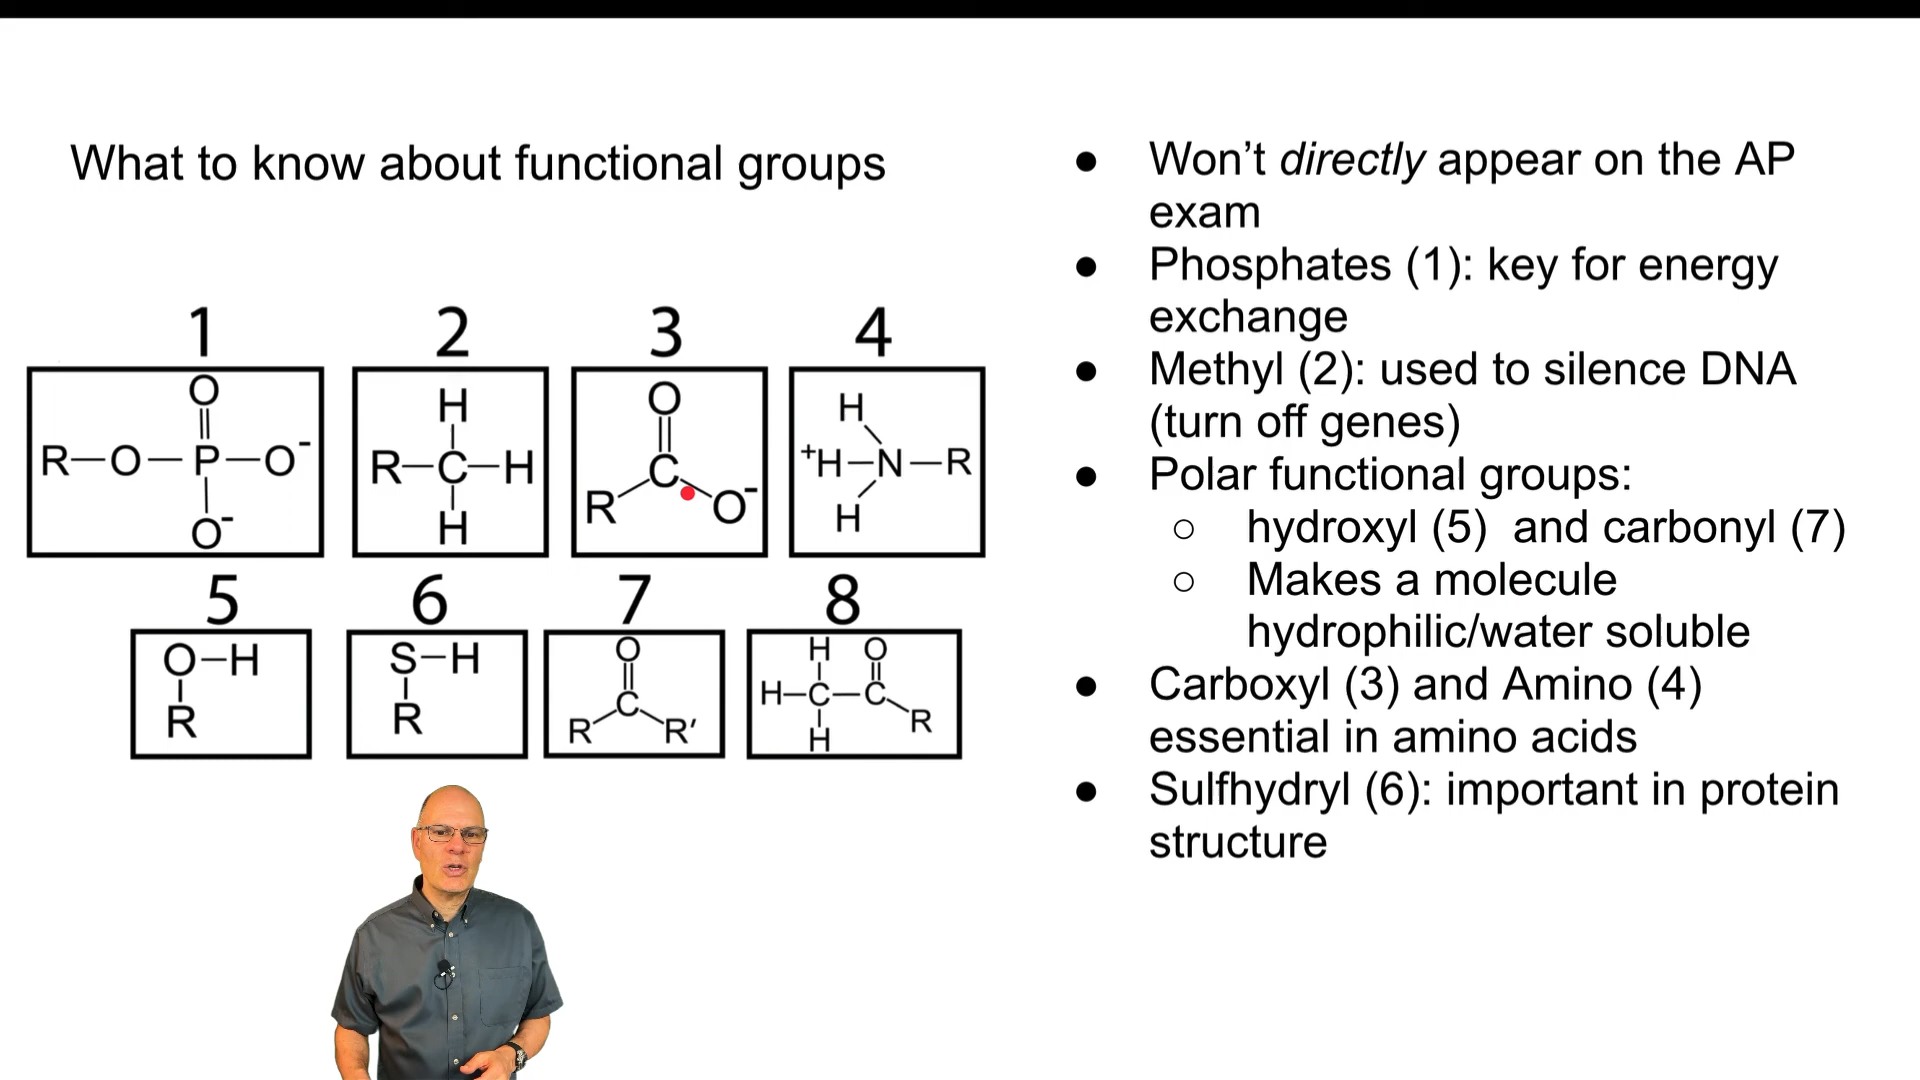 What to know about functional groups
1
2
3
4
O
R—O—P—O⁻
O⁻
H
R—C—H
H
O
C
R
O⁻
H
⁺H—N—R
H
5
6
7
8
O—H
R
S—H
R
O
C
R
R′
H
O
H—C—C
R
H
● Won’t directly appear on the AP
exam
● Phosphates (1): key for energy
exchange
● Methyl (2): used to silence DNA
(turn off genes)
● Polar functional groups:
○ hydroxyl (5) and carbonyl (7)
○ Makes a molecule
hydrophilic/water soluble
● Carboxyl (3) and Amino (4)
essential in amino acids
● Sulfhydryl (6): important in protein
structure